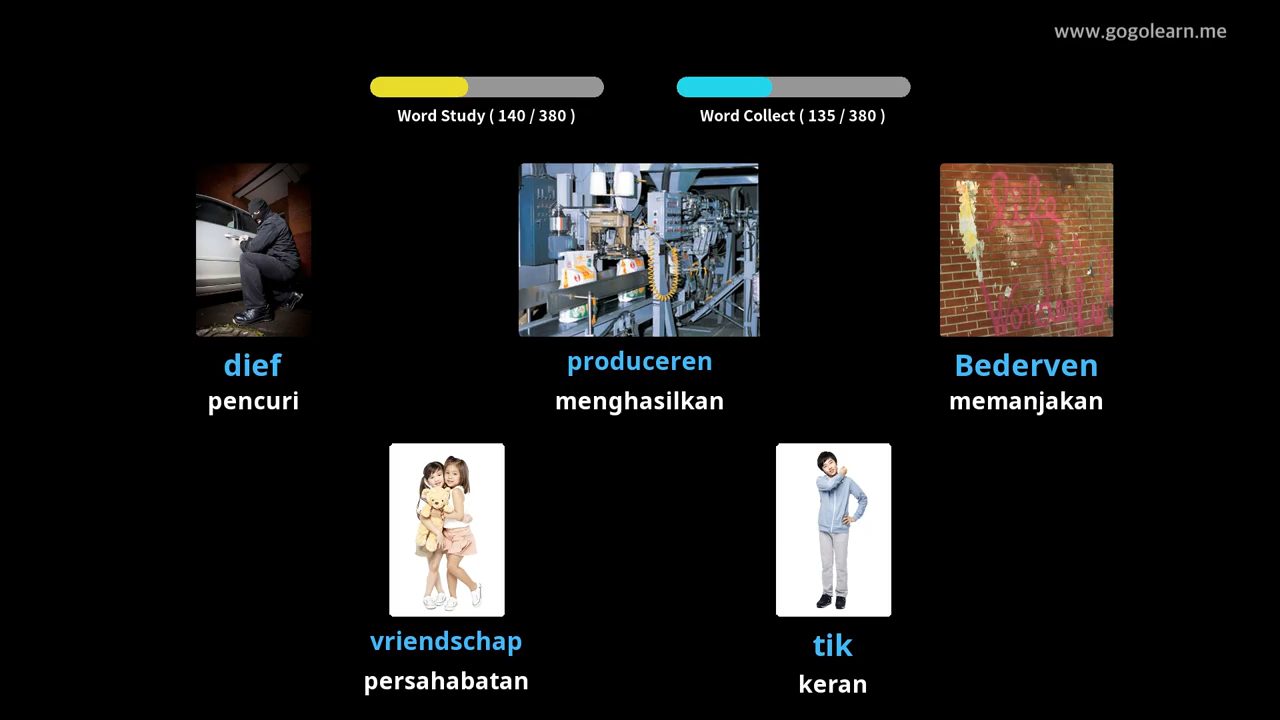 www.gogolearn.me
Word Study ( 140 / 380 )
Word Collect ( 135 / 380 )
dief
pencuri
produceren
menghasilkan
Bederven
memanjakan
vriendschap
persahabatan
tik
keran